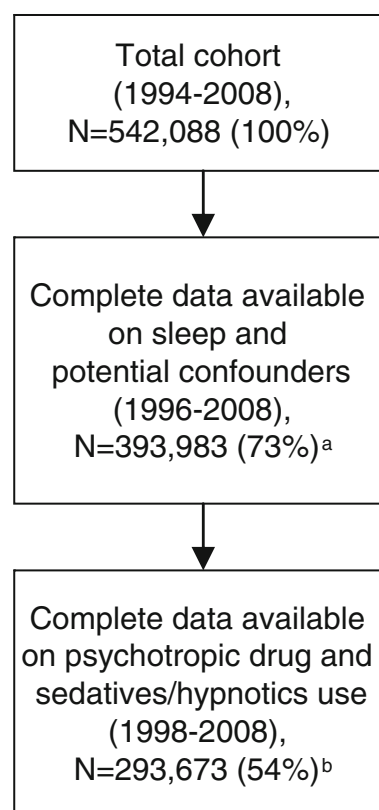 Total cohort
(1994-2008),
N=542,088 (100%)
Complete data available
on sleep and
potential confounders
(1996-2008),
N=393,983 (73%)ᵃ
Complete data available
on psychotropic drug and
sedatives/hypnotics use
(1998-2008),
N=293,673 (54%)ᵇ